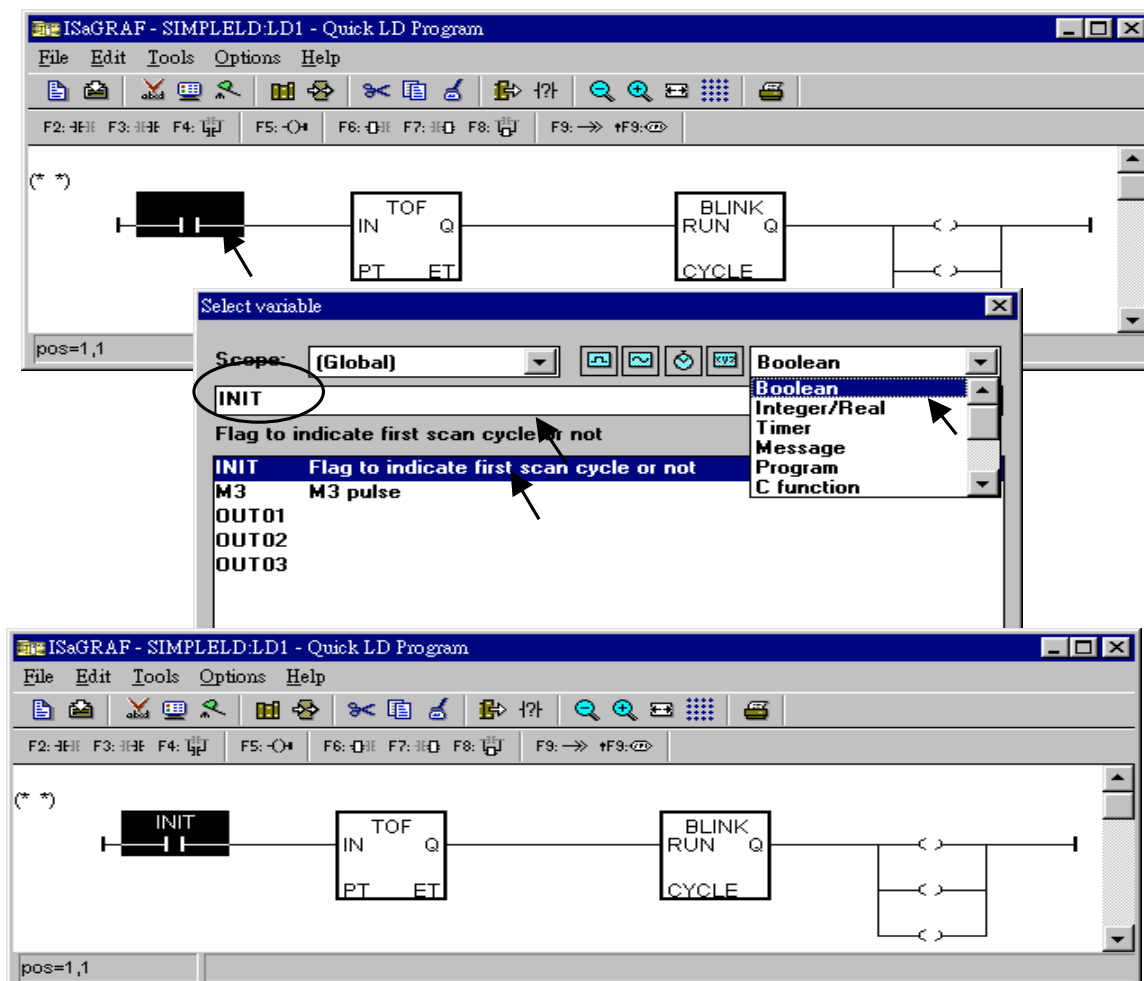 ISaGRAF - SIMPLELD:LD1 - Quick LD Program
File Edit Tools Options Help
F2: F3: F4: F5: F6: F7: F8: F9: F9:
(* *)
TOF
IN Q
PT ET
BLINK
RUN Q
CYCLE
pos=1,1
Select variable
Scope: (Global) Boolean
INIT
Boolean
Integer/Real
Timer
Message
Program
C function
Flag to indicate first scan cycle or not
INIT Flag to indicate first scan cycle or not
M3 M3 pulse
OUT01
OUT02
OUT03
ISaGRAF - SIMPLELD:LD1 - Quick LD Program
File Edit Tools Options Help
F2: F3: F4: F5: F6: F7: F8: F9: F9:
(* *)
INIT
TOF
IN Q
PT ET
BLINK
RUN Q
CYCLE
pos=1,1